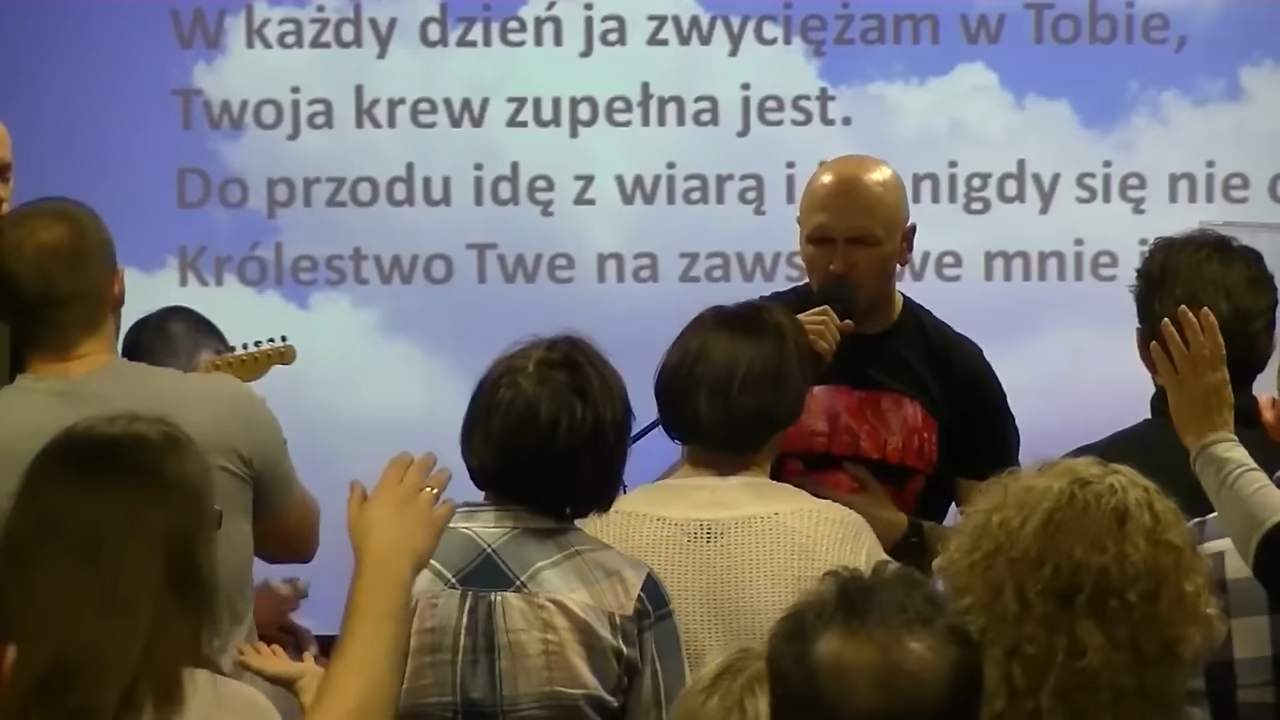 W każdy dzień ja zwyciężam w Tobie,
Twoja krew zupełna jest.
Do przodu idę z wiarą i nigdy się nie
Królestwo Twe na we mnie